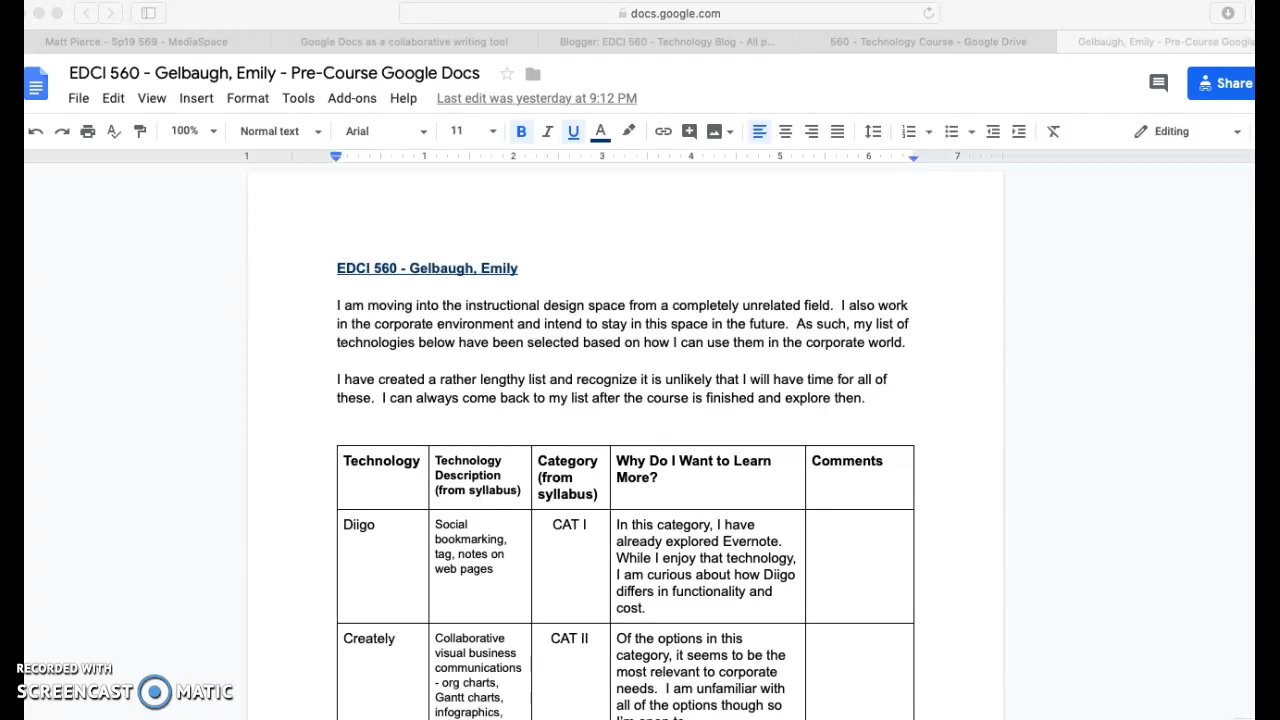 docs.google.com
Matt Pierce - Sp19 569 - MediaSpace
Google Docs as a collaborative writing tool
Blogger: EDCI 560 - Technology Blog - All p...
560 - Technology Course - Google Drive
Gelbaugh, Emily - Pre-Course Google
EDCI 560 - Gelbaugh, Emily - Pre-Course Google Docs
File Edit View Insert Format Tools Add-ons Help Last edit was yesterday at 9:12 PM
Share
100% Normal text Arial 11 B I U A Editing
1 1 2 3 4 5 6 7
EDCI 560 - Gelbaugh, Emily
I am moving into the instructional design space from a completely unrelated field. I also work
in the corporate environment and intend to stay in this space in the future. As such, my list of
technologies below have been selected based on how I can use them in the corporate world.
I have created a rather lengthy list and recognize it is unlikely that I will have time for all of
these. I can always come back to my list after the course is finished and explore then.
Technology
Technology
Description
(from syllabus)
Category
(from
syllabus)
Why Do I Want to Learn
More?
Comments
Diigo
Social
bookmarking,
tag, notes on
web pages
CAT I
In this category, I have
already explored Evernote.
While I enjoy that technology,
I am curious about how Diigo
differs in functionality and
cost.
Creately
Collaborative
visual business
communications
- org charts,
Gantt charts,
infographics,
CAT II
Of the options in this
category, it seems to be the
most relevant to corporate
needs. I am unfamiliar with
all of the options though so
RECORDED WITH
SCREENCAST MATIC